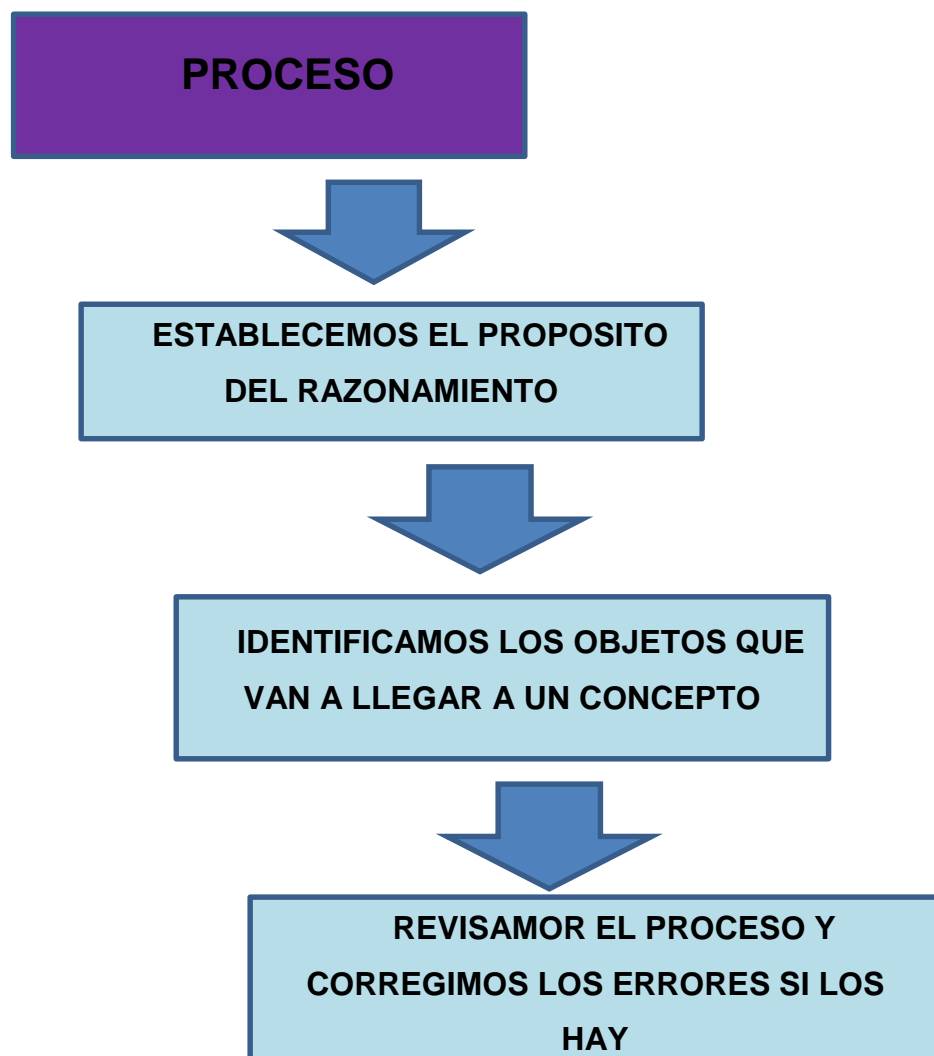 PROCESO
ESTABLECEMOS EL PROPOSITO
DEL RAZONAMIENTO
IDENTIFICAMOS LOS OBJETOS QUE
VAN A LLEGAR A UN CONCEPTO
REVISAMOR EL PROCESO Y
CORREGIMOS LOS ERRORES SI LOS
HAY